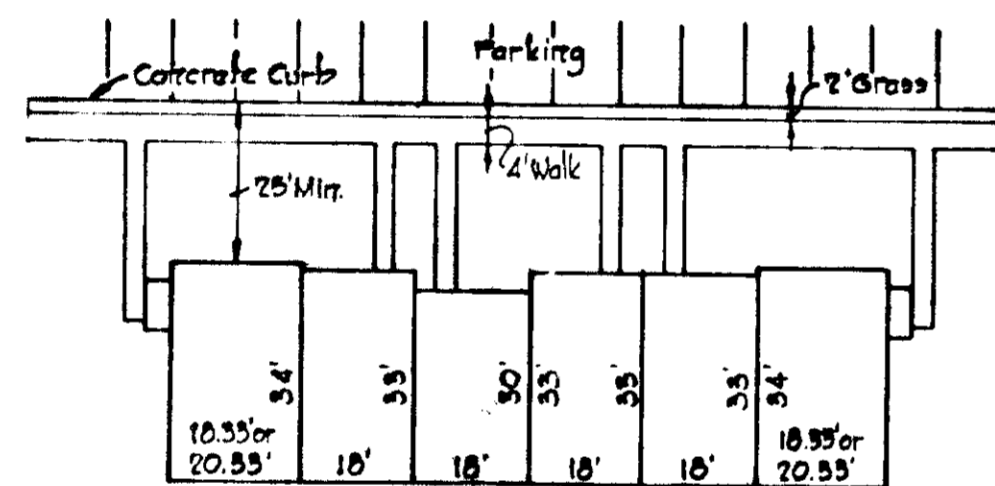 Parking
Concrete Curb
2' Grass
4' Walk
25' Min.
34'
33'
30'
33'
33'
33'
34'
18.33' or
20.33'
18'
18'
18'
18'
18.33' or
20.33'